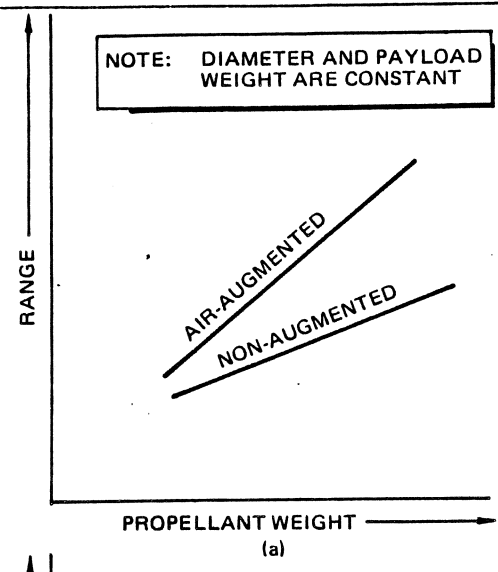 NOTE: DIAMETER AND PAYLOAD
WEIGHT ARE CONSTANT
RANGE
AIR-AUGMENTED
NON-AUGMENTED
PROPELLANT WEIGHT
(a)